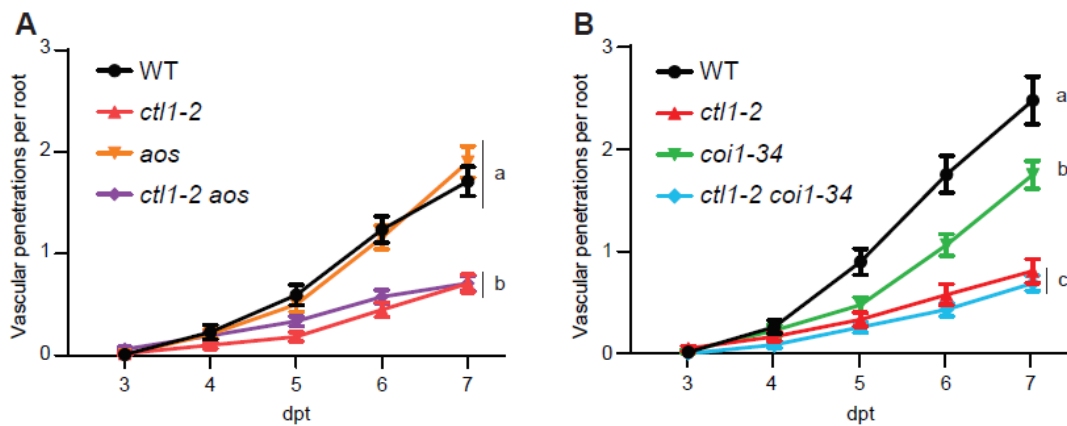 A
Vascular penetrations per root
3
2
1
0
WT
ctl1-2
aos
ctl1-2 aos
a
b
3 4 5 6 7
dpt
B
Vascular penetrations per root
3
2
1
0
WT
ctl1-2
coi1-34
ctl1-2 coi1-34
a
b
c
3 4 5 6 7
dpt